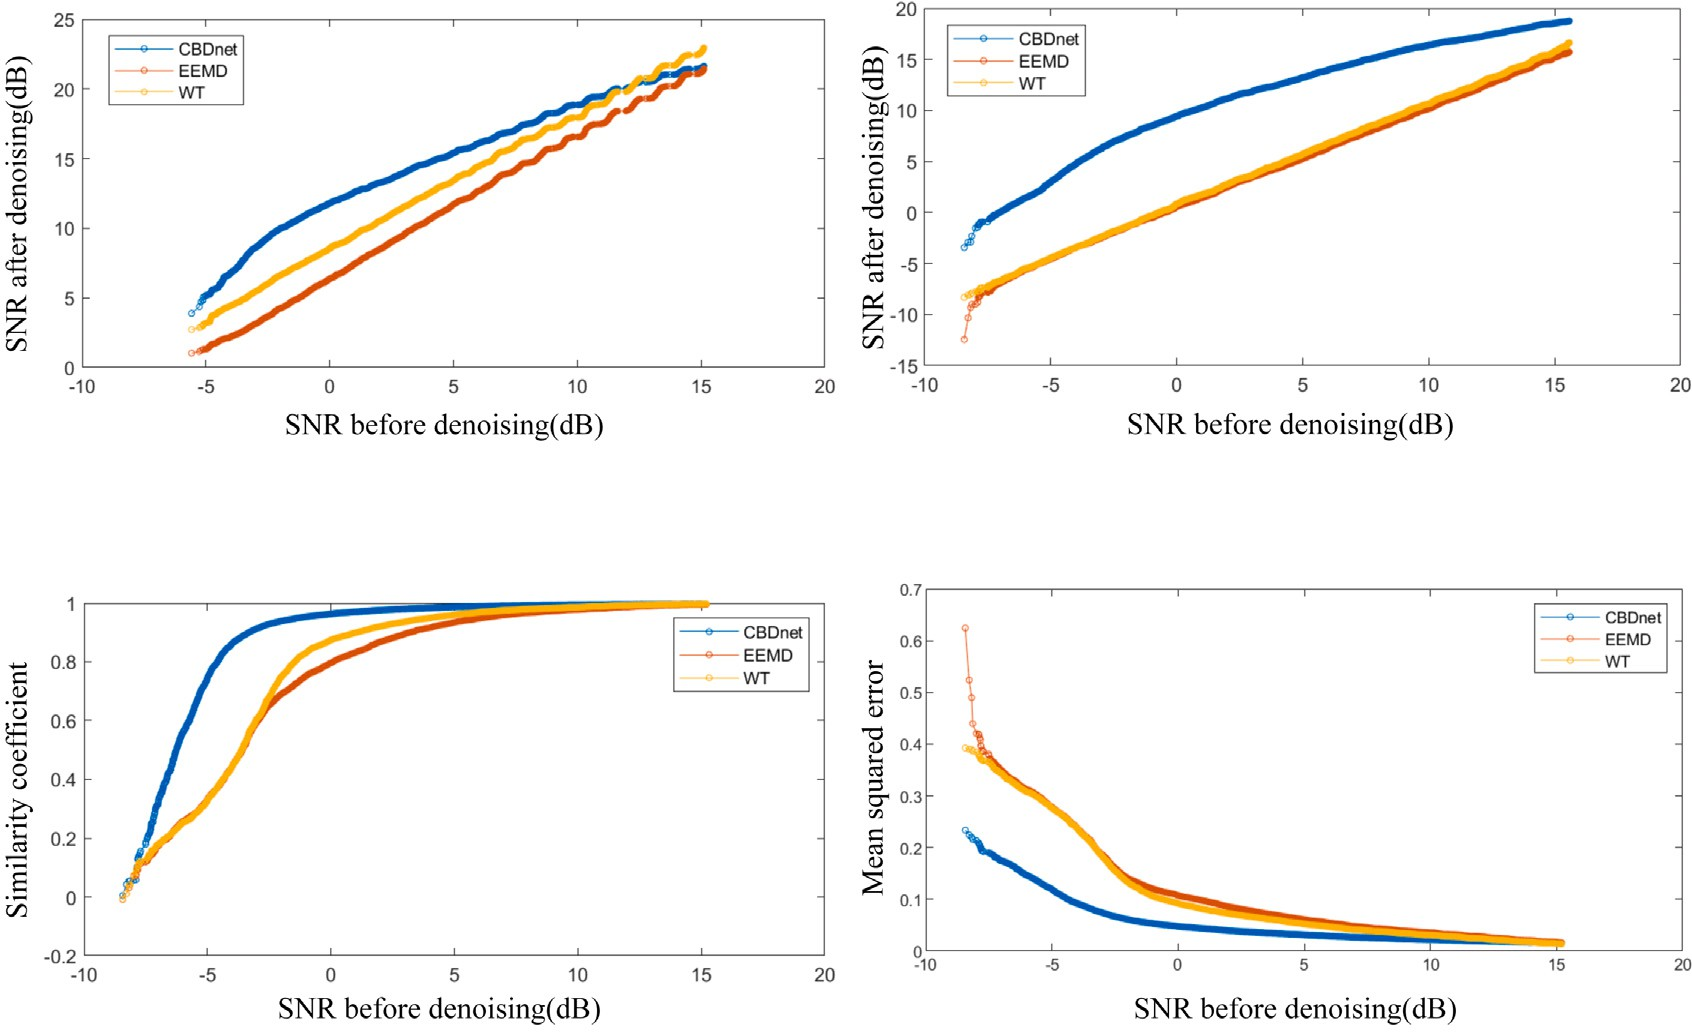 25
20
15
10
5
0
-10
-5
0
5
10
15
20
SNR after denoising(dB)
SNR before denoising(dB)
CBDnet
EEMD
WT
20
15
10
5
0
-5
-10
-15
-10
-5
0
5
10
15
20
SNR after denoising(dB)
SNR before denoising(dB)
CBDnet
EEMD
WT
1
0.8
0.6
0.4
0.2
0
-0.2
-10
-5
0
5
10
15
20
Similarity coefficient
SNR before denoising(dB)
CBDnet
EEMD
WT
0.7
0.6
0.5
0.4
0.3
0.2
0.1
0
-10
-5
0
5
10
15
20
Mean squared error
SNR before denoising(dB)
CBDnet
EEMD
WT